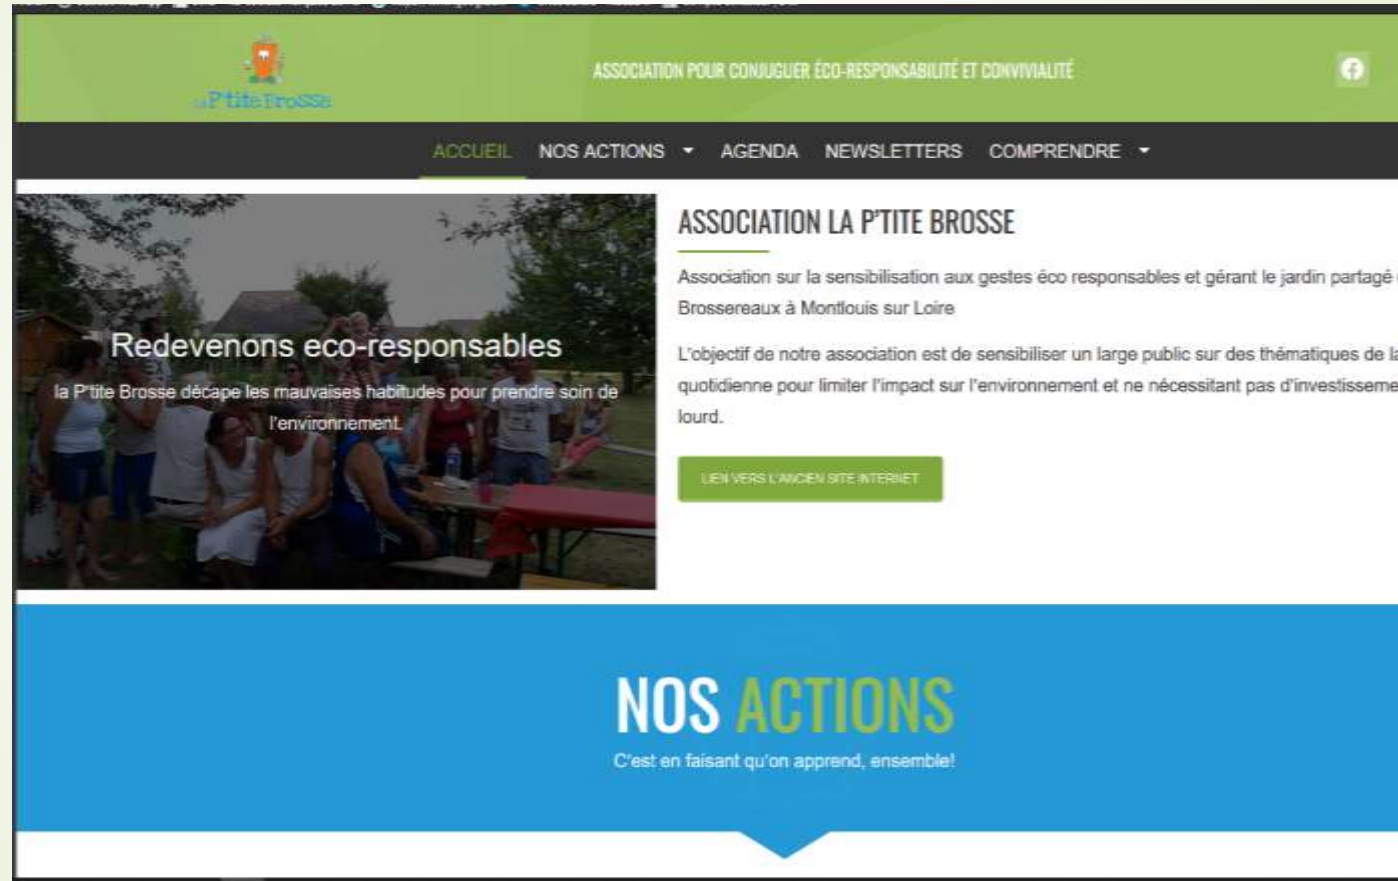 La P'tite Brosse
ASSOCIATION POUR CONJUGUER ÉCO-RESPONSABILITÉ ET CONVIVIALITÉ
ACCUEIL NOS ACTIONS AGENDA NEWSLETTERS COMPRENDRE
Redevenons eco-responsables
la P'tite Brosse décape les mauvaises habitudes pour prendre soin de
l'environnement.
ASSOCIATION LA P'TITE BROSSE
Association sur la sensibilisation aux gestes éco responsables et gérant le jardin partagé
Brossereaux à Montlouis sur Loire
L'objectif de notre association est de sensibiliser un large public sur des thématiques de la
quotidienne pour limiter l'impact sur l'environnement et ne nécessitant pas d'investisseme
lourd.
LIEN VERS L'ANCIEN SITE INTERNET
NOS ACTIONS
C'est en faisant qu'on apprend, ensemble!